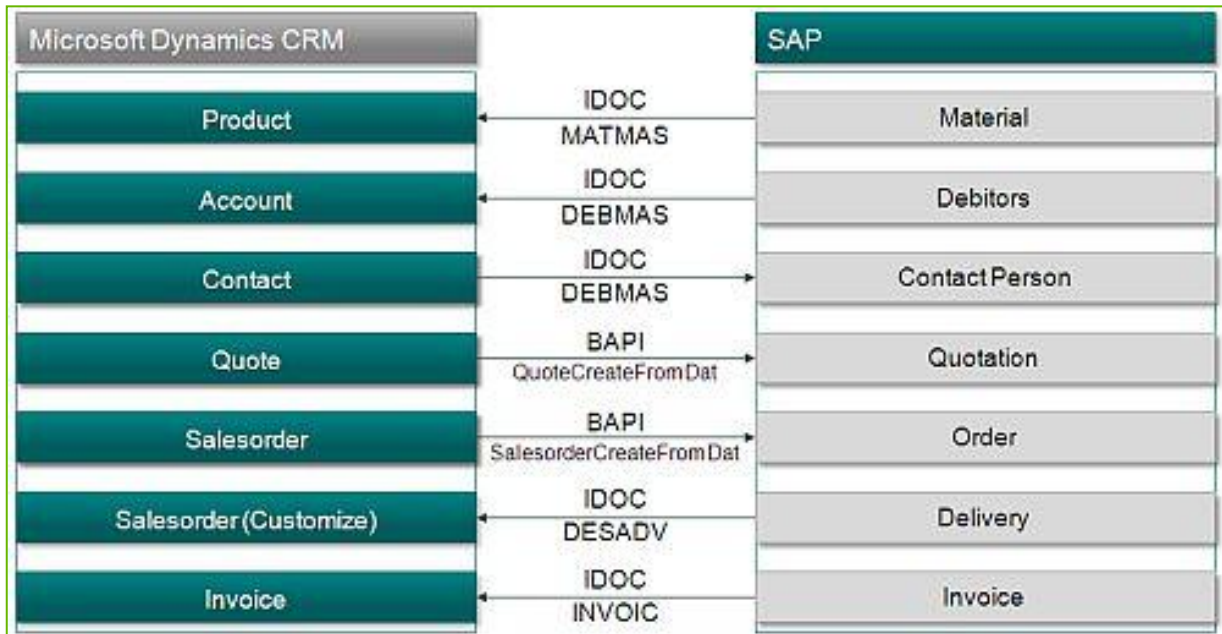 Microsoft Dynamics CRM
SAP
Product
IDOC
MATMAS
Material
Account
IDOC
DEBMAS
Debitors
Contact
IDOC
DEBMAS
Contact Person
Quote
BAPI
QuoteCreateFromDat
Quotation
Salesorder
BAPI
SalesorderCreateFromDat
Order
Salesorder (Customize)
IDOC
DESADV
Delivery
Invoice
IDOC
INVOIC
Invoice